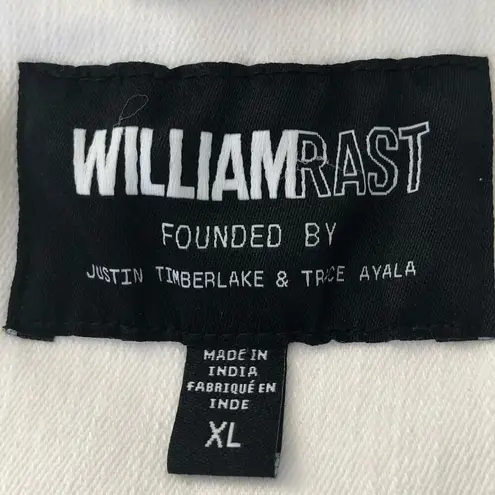 WILLIAMRAST
FOUNDED BY
JUSTIN TIMBERLAKE & TRACE AYALA
MADE IN
INDIA
FABRIQUÉ EN
INDE
XL